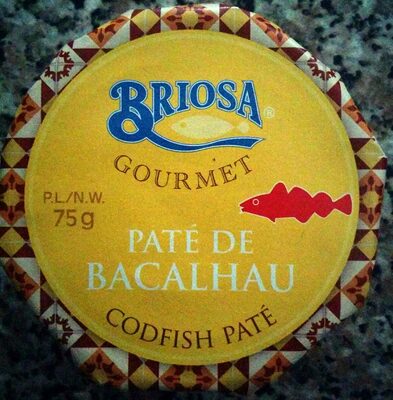 BRIOSA®
GOURMET
P.L./N.W.
75g
PATÉ DE
BACALHAU
CODFISH PATÉ